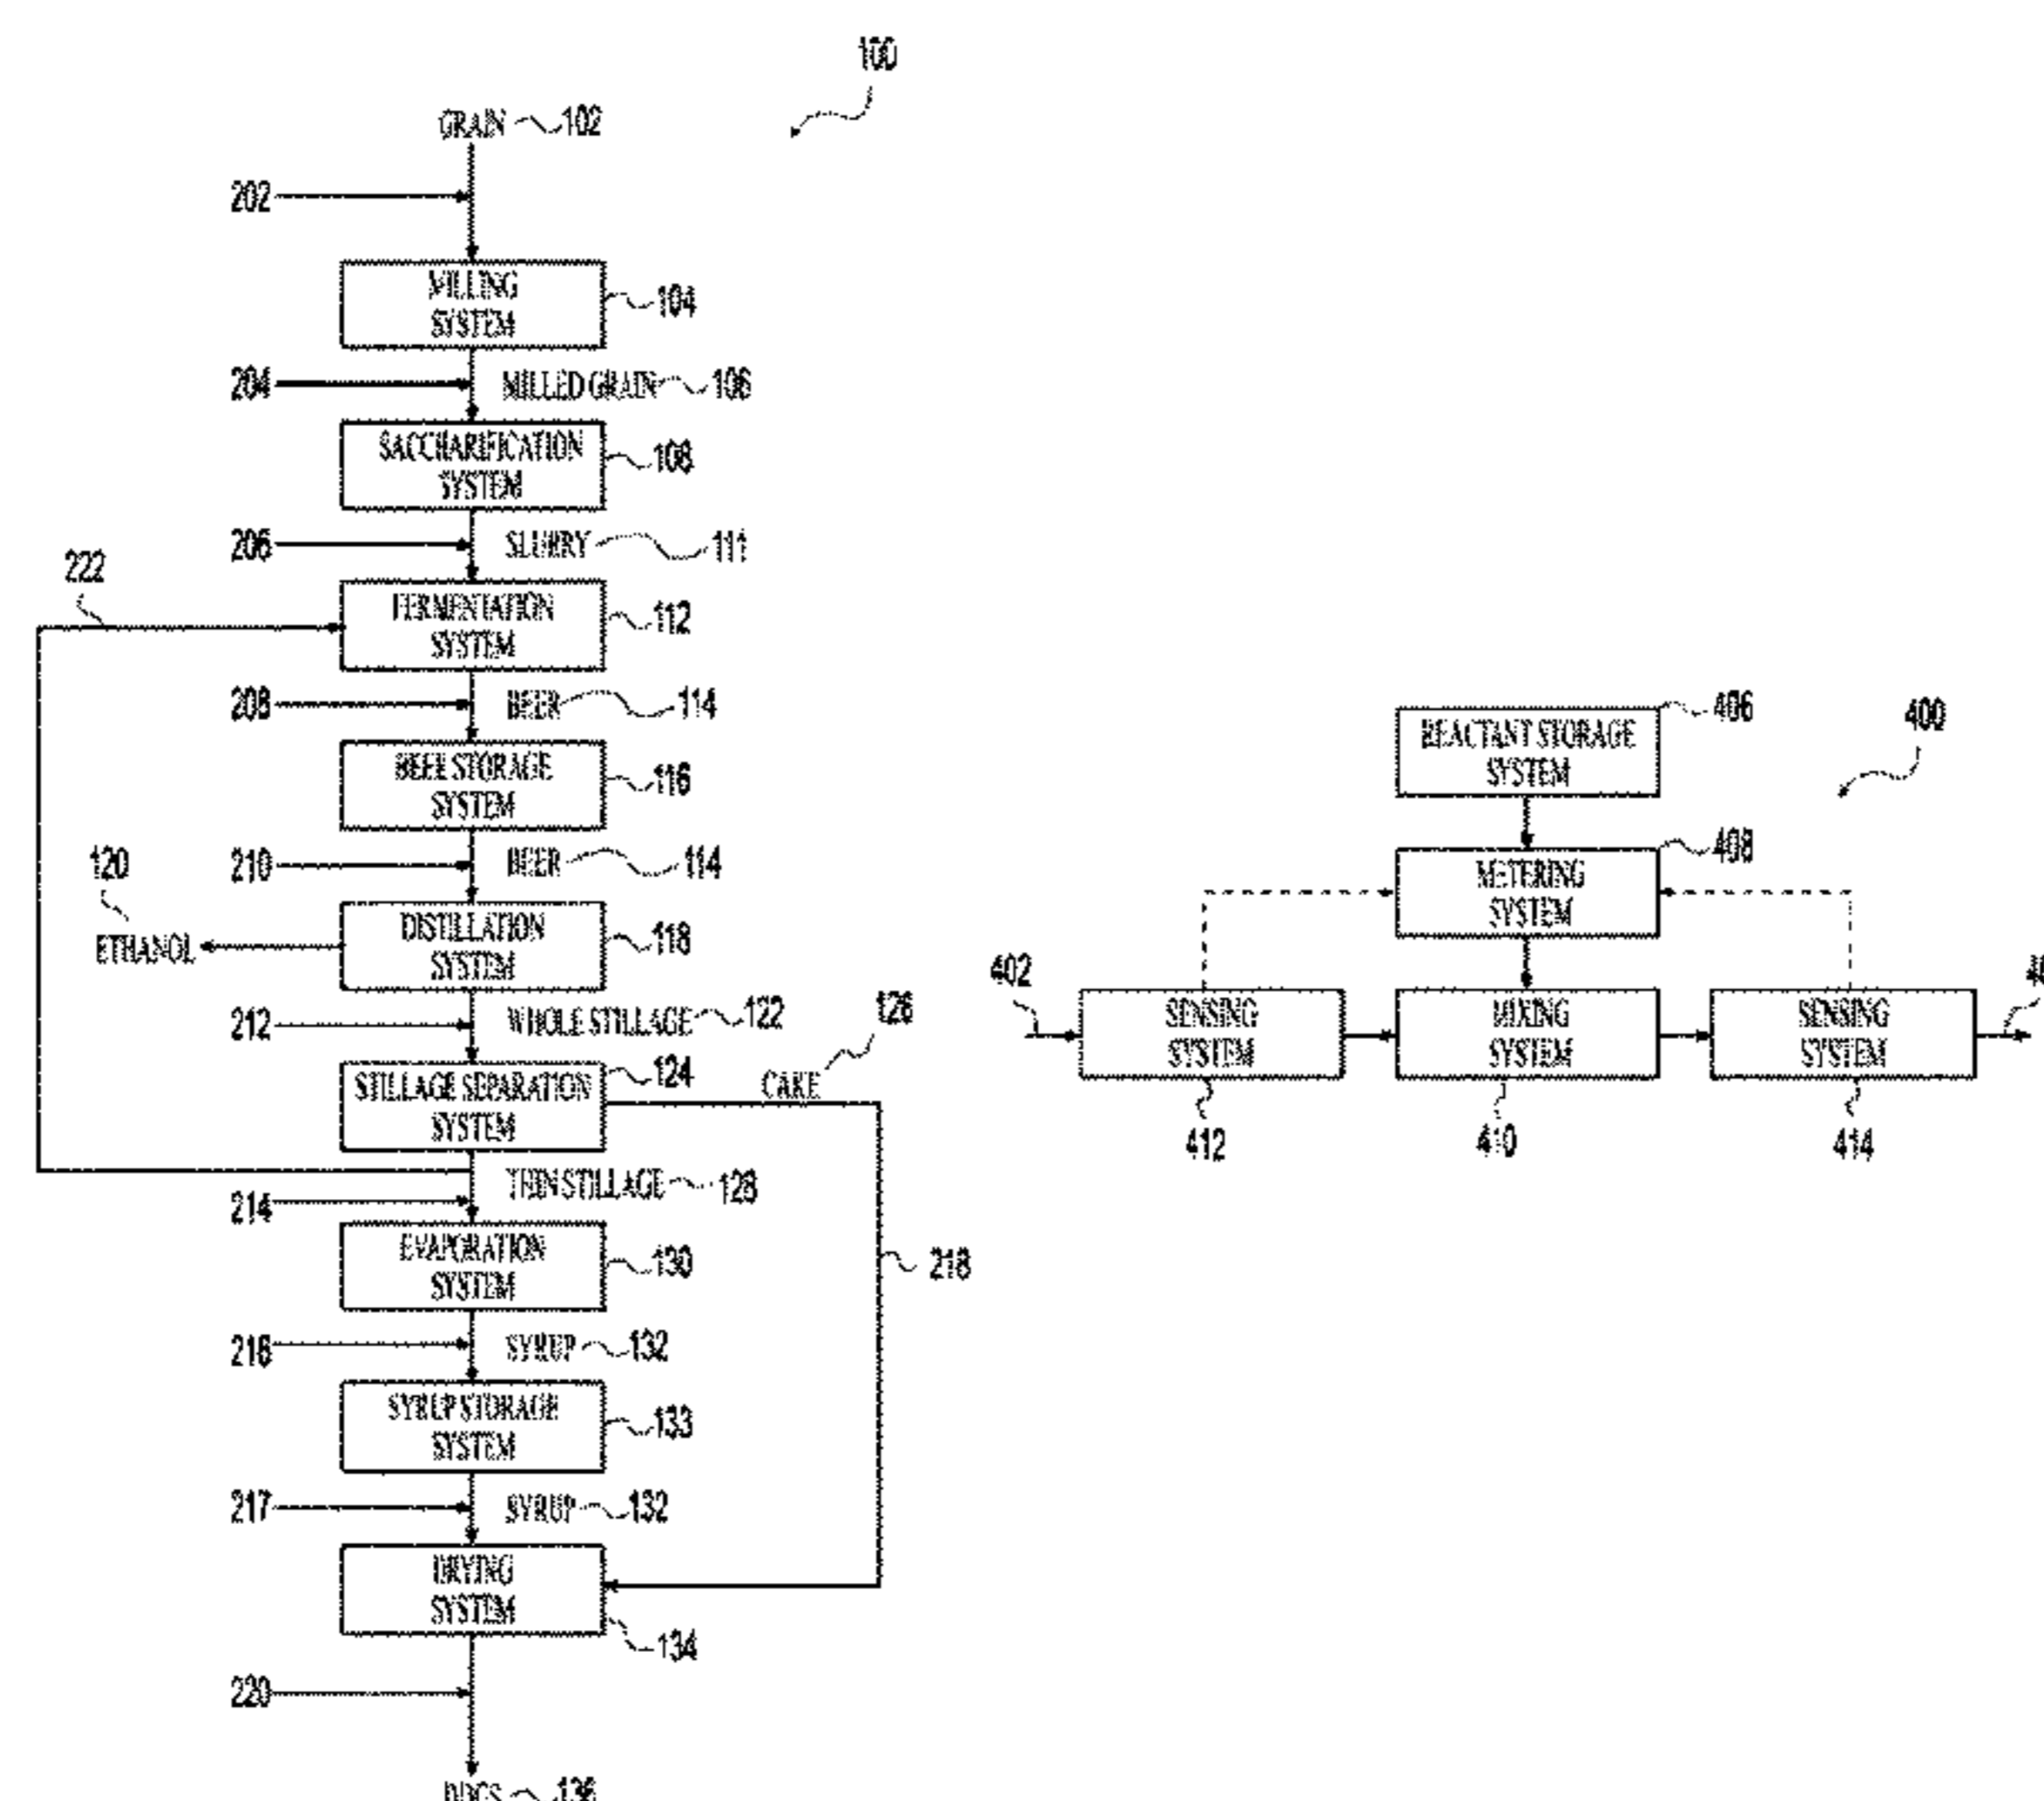 100
GRAIN 102
202
MILLING
SYSTEM
104
204
MILLED GRAIN 106
SACCHARIFICATION
SYSTEM
108
206
SLURRY 111
222
FERMENTATION
SYSTEM
112
208
BEER 114
BEER STORAGE
SYSTEM
116
210
BEER 114
120
ETHANOL
DISTILLATION
SYSTEM
118
212
WHOLE STILLAGE 122
126
STILLAGE SEPARATION
SYSTEM
124
CAKE
THIN STILLAGE 128
214
EVAPORATION
SYSTEM
130
218
216
SYRUP 132
SYRUP STORAGE
SYSTEM
133
217
SYRUP 132
DRYING
SYSTEM
134
220
DDGS 136
406
400
REACTANT STORAGE
SYSTEM
408
METERING
SYSTEM
402
SENSING
SYSTEM
412
MIXING
SYSTEM
410
SENSING
SYSTEM
414